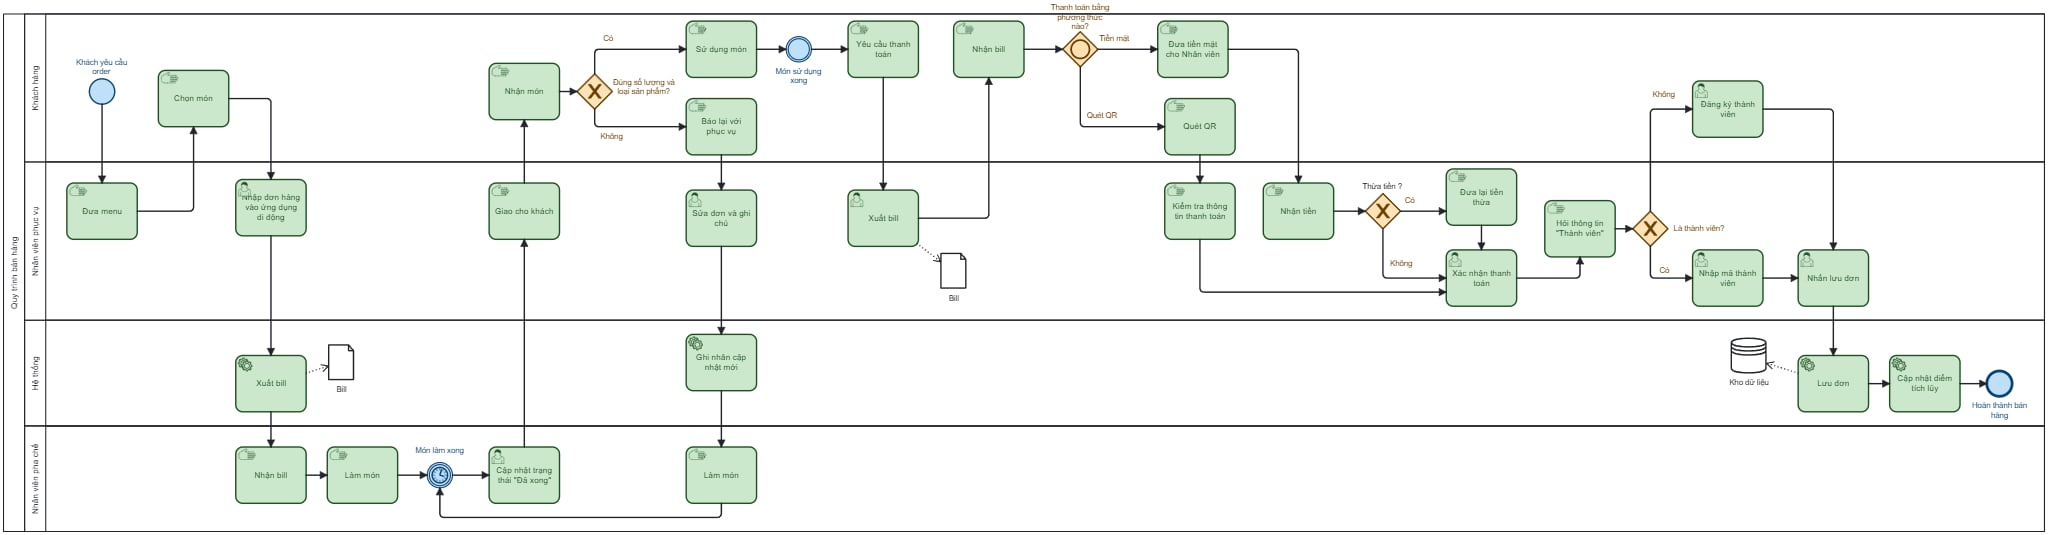 Quy trình bán hàng
Khách hàng
Khách yêu cầu
order
Chọn món
Nhận món
Đúng số lượng và
loại sản phẩm?
Có
Không
Sử dụng món
Báo lại với
phục vụ
Món sử dụng
xong
Yêu cầu thanh
toán
Nhận bill
Thanh toán bằng
phương thức
nào?
Tiền mặt
Quét QR
Đưa tiền mặt
cho Nhân viên
Quét QR
Không
Đăng ký thành
viên
Nhân viên phục vụ
Đưa menu
Nhập đơn hàng
vào ứng dụng
di động
Giao cho khách
Sửa đơn và ghi
chú
Xuất bill
Bill
Kiểm tra thông
tin thanh toán
Nhận tiền
Thừa tiền ?
Có
Không
Đưa lại tiền
thừa
Xác nhận thanh
toán
Hỏi thông tin
"Thành viên"
Là thành viên?
Có
Nhập mã thành
viên
Nhấn lưu đơn
Hệ thống
Xuất bill
Bill
Ghi nhận cập
nhật mới
Kho dữ liệu
Lưu đơn
Cập nhật điểm
tích lũy
Hoàn thành bán
hàng
Nhân viên pha chế
Nhận bill
Làm món
Món làm xong
Cập nhật trạng
thái "Đã xong"
Làm món